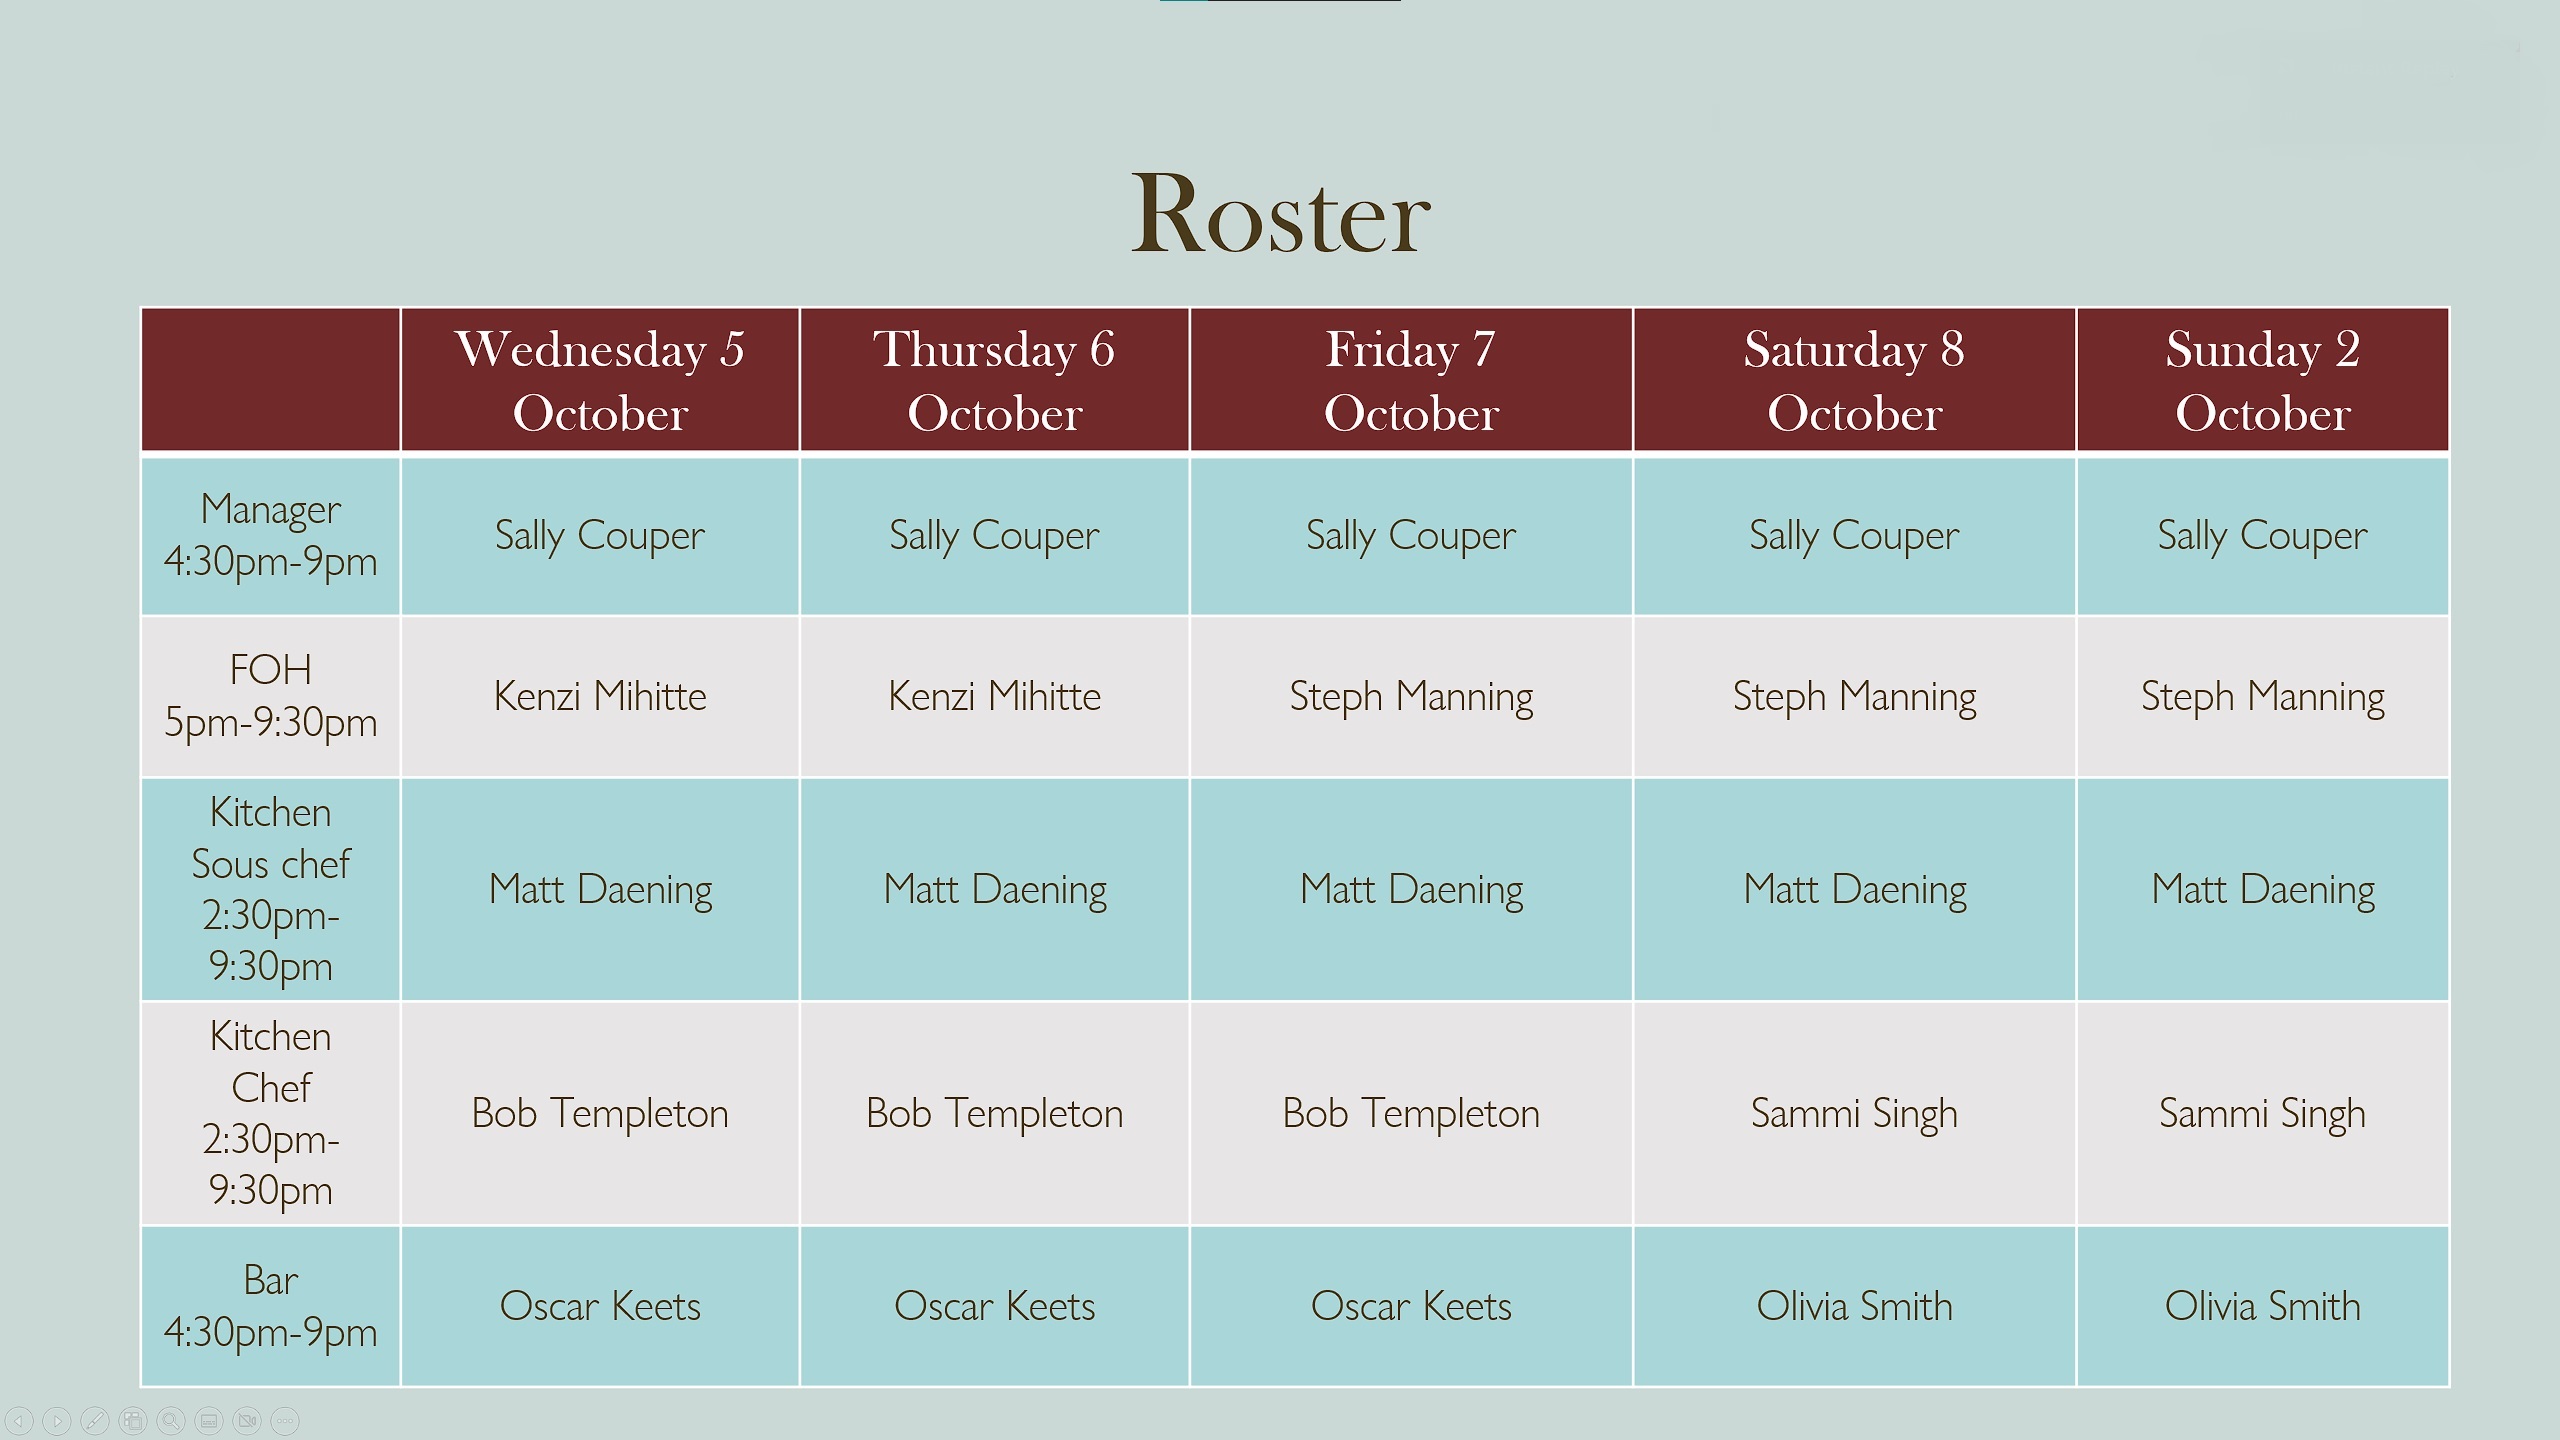 Roster
Wednesday 5
October
Thursday 6
October
Friday 7
October
Saturday 8
October
Sunday 2
October
Manager
4:30pm-9pm
Sally Couper
Sally Couper
Sally Couper
Sally Couper
Sally Couper
FOH
5pm-9:30pm
Kenzi Mihitte
Kenzi Mihitte
Steph Manning
Steph Manning
Steph Manning
Kitchen
Sous chef
2:30pm-
9:30pm
Matt Daening
Matt Daening
Matt Daening
Matt Daening
Matt Daening
Kitchen
Chef
2:30pm-
9:30pm
Bob Templeton
Bob Templeton
Bob Templeton
Sammi Singh
Sammi Singh
Bar
4:30pm-9pm
Oscar Keets
Oscar Keets
Oscar Keets
Olivia Smith
Olivia Smith